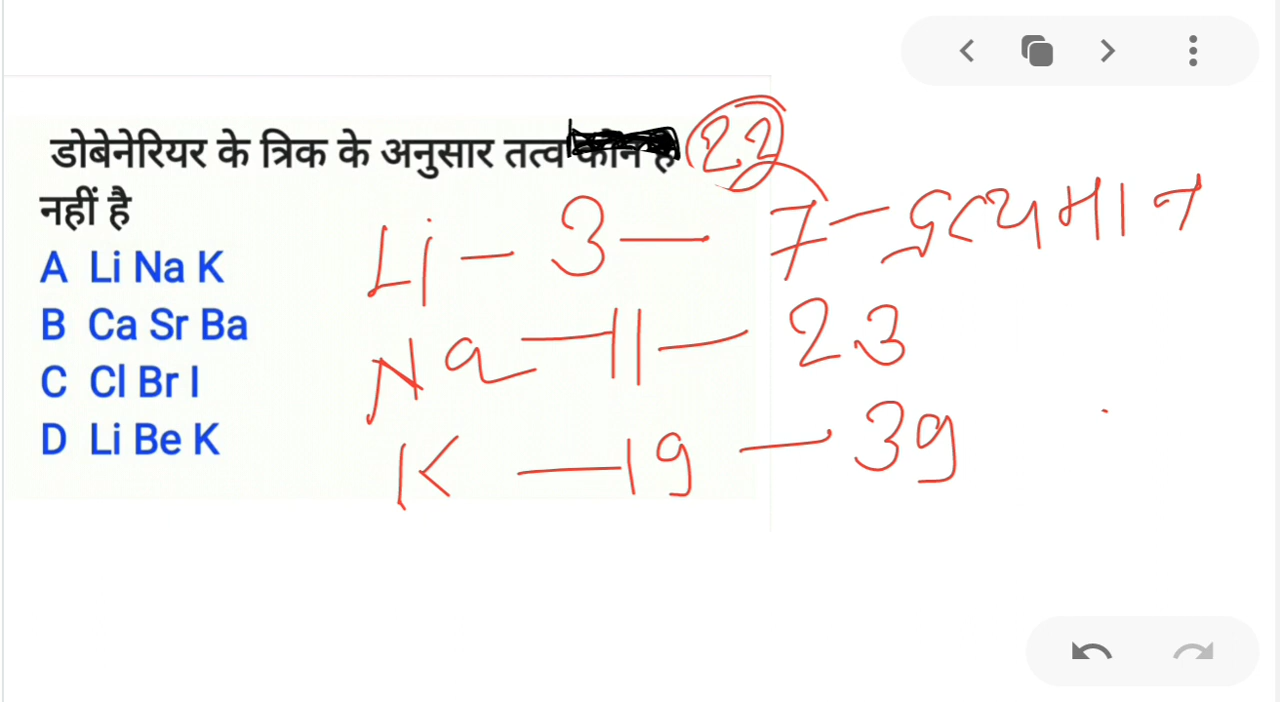 डोबेनेरियर के त्रिक के अनुसार तत्व
22
नहीं है
A Li Na K
B Ca Sr Ba
C Cl Br I
D Li Be K
Li – 3 – 7 – द्रव्यमान
Na – 11 – 23
K – 19 – 39